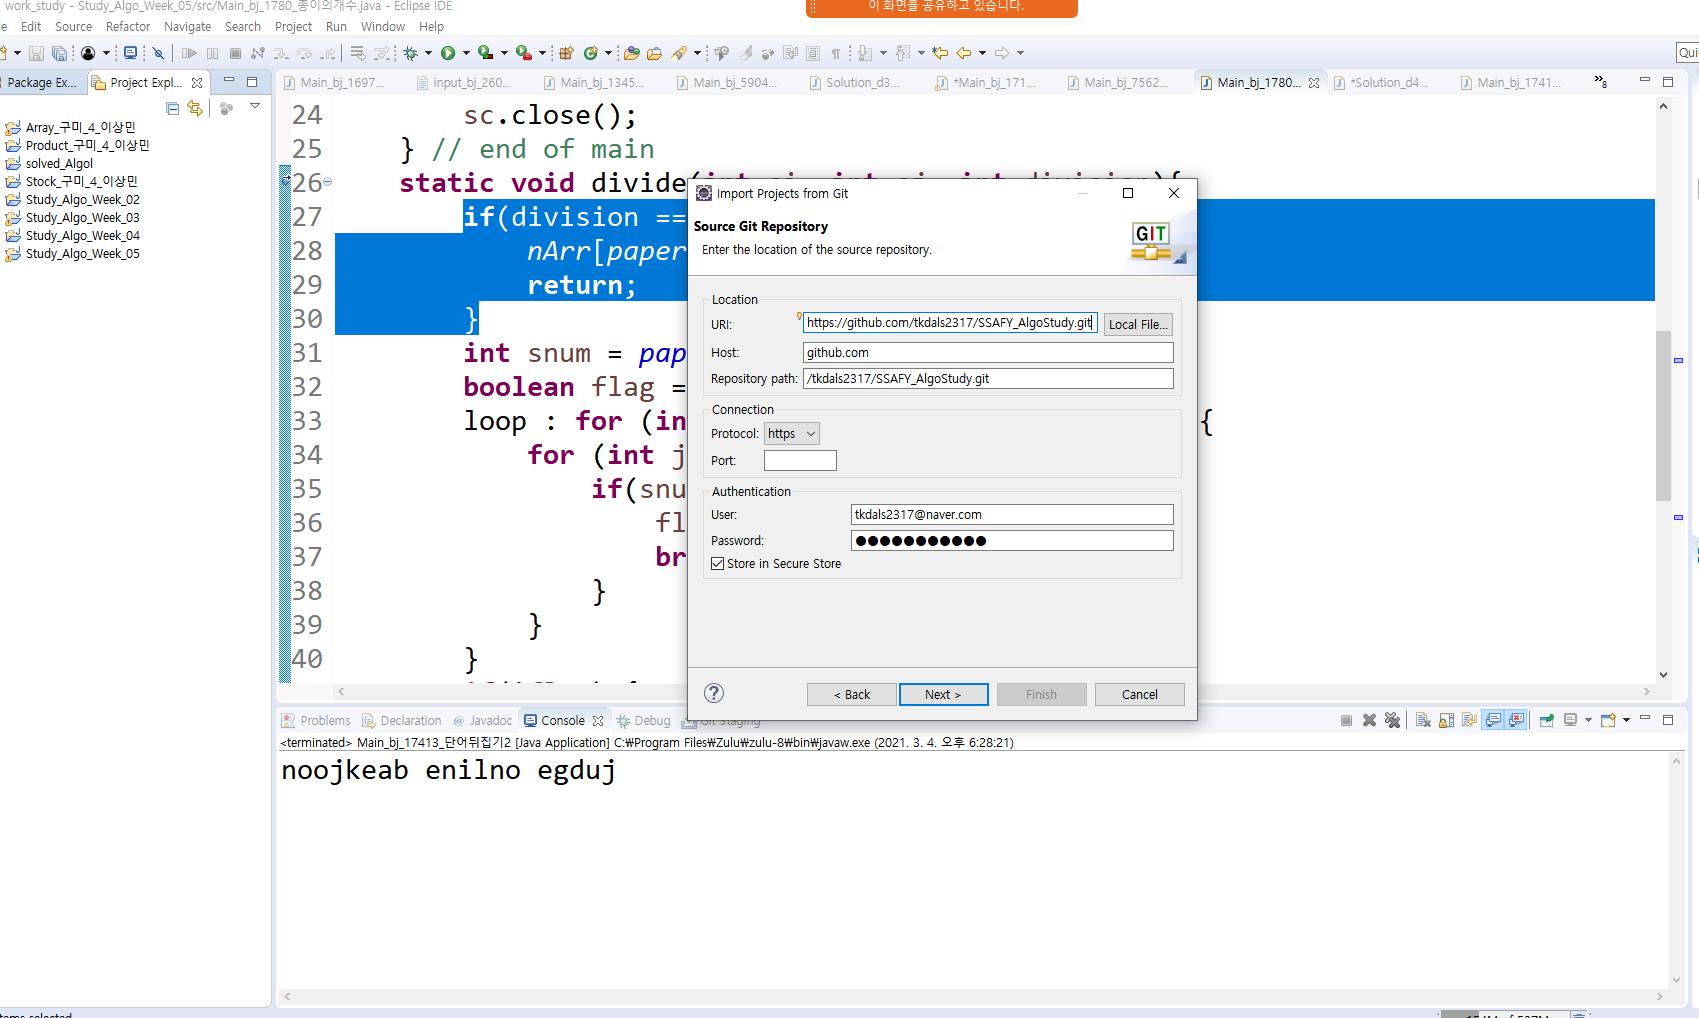 work_study - Study_Algo_Week_05/src/Main_bj_1780_종이의개수.java - Eclipse IDE
이 화면을 공유하고 있습니다.
Edit Source Refactor Navigate Search Project Run Window Help
Package Ex...
Project Expl...
Main_bj_1697...
input_bj_260...
Main_bj_1345...
Main_bj_5904...
Solution_d3...
*Main_bj_171...
Main_bj_7562...
Main_bj_1780...
*Solution_d4...
Main_bj_1741...
»8
Array_구미_4_이상민
Product_구미_4_이상민
solved_Algol
Stock_구미_4_이상민
Study_Algo_Week_02
Study_Algo_Week_03
Study_Algo_Week_04
Study_Algo_Week_05
24 sc.close();
25 } // end of main
26 static void divide(
27 if(division ==
28 nArr[paper
29 return;
30 }
31 int snum = pap
32 boolean flag =
33 loop : for (in {
34 for (int j
35 if(snu
36 fl
37 br
38 }
39 }
40 }
Import Projects from Git
Source Git Repository
Enter the location of the source repository.
GIT
Location
URI: https://github.com/tkdals2317/SSAFY_AlgoStudy.git Local File...
Host: github.com
Repository path: /tkdals2317/SSAFY_AlgoStudy.git
Connection
Protocol: https
Port:
Authentication
User: tkdals2317@naver.com
Password: ●●●●●●●●●●●
Store in Secure Store
< Back Next > Finish Cancel
Problems Declaration Javadoc Console Debug Git Staging
<terminated> Main_bj_17413_단어뒤집기2 [Java Application] C:₩Program Files₩Zulu₩zulu-8₩bin₩javaw.exe (2021. 3. 4. 오후 6:28:21)
noojkeab enilno egduj